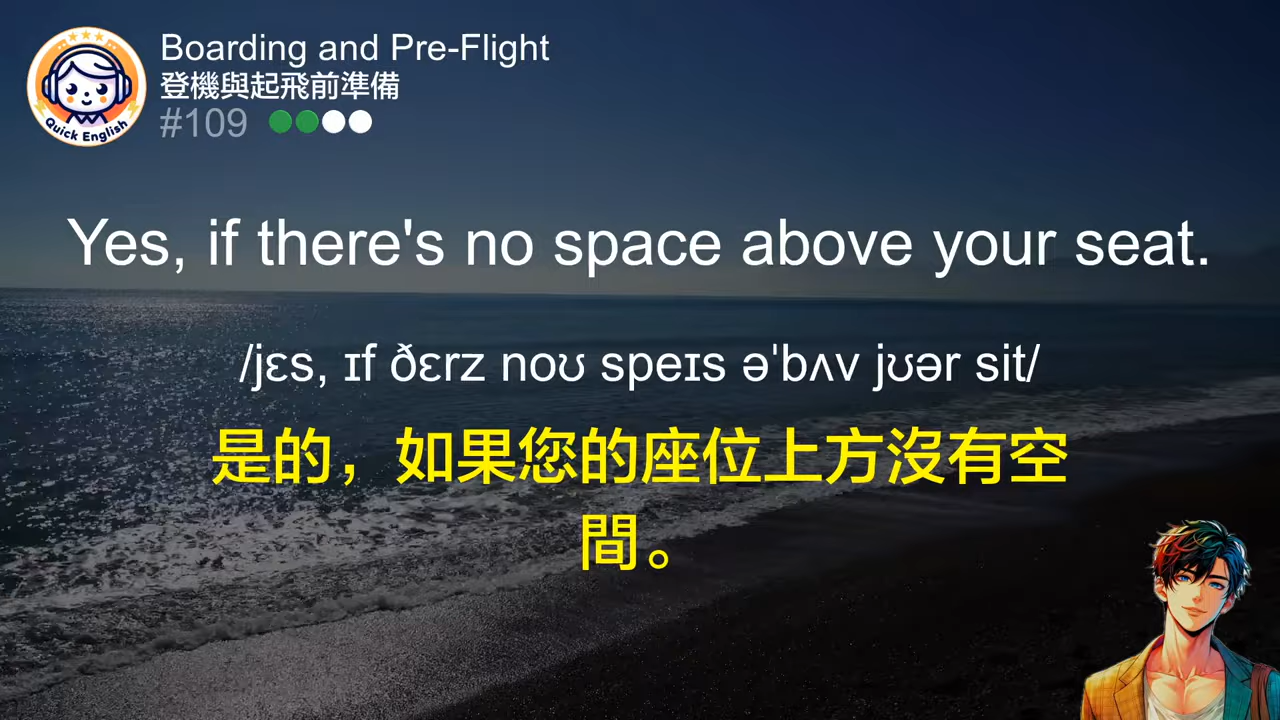 Quick English
Boarding and Pre-Flight
登機與起飛前準備
#109
Yes, if there's no space above your seat.
/jɛs, ɪf ðɛrz noʊ speɪs əˈbʌv jʊər sit/
是的，如果您的座位上方沒有空
間。